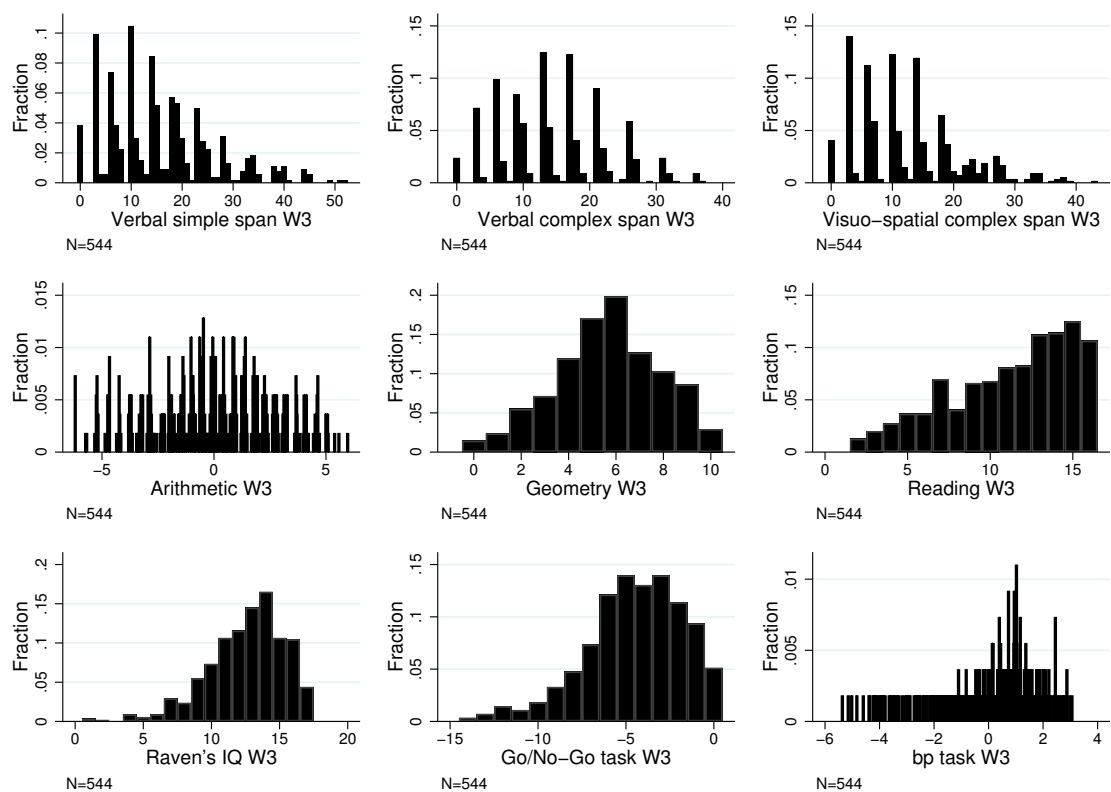 Fraction
0 .02 .04 .06 .08 .1
0 10 20 30 40 50
Verbal simple span W3
N=544
Fraction
0 .05 .1 .15
0 10 20 30 40
Verbal complex span W3
N=544
Fraction
0 .05 .1 .15
0 10 20 30 40
Visuo−spatial complex span W3
N=544
Fraction
0 .005 .01 .015
−5 0 5
Arithmetic W3
N=544
Fraction
0 .05 .1 .15 .2
0 2 4 6 8 10
Geometry W3
N=544
Fraction
0 .05 .1 .15
0 5 10 15
Reading W3
N=544
Fraction
0 .05 .1 .15 .2
0 5 10 15 20
Raven's IQ W3
N=544
Fraction
0 .05 .1 .15
−15 −10 −5 0
Go/No−Go task W3
N=544
Fraction
0 .005 .01
−6 −4 −2 0 2 4
bp task W3
N=544